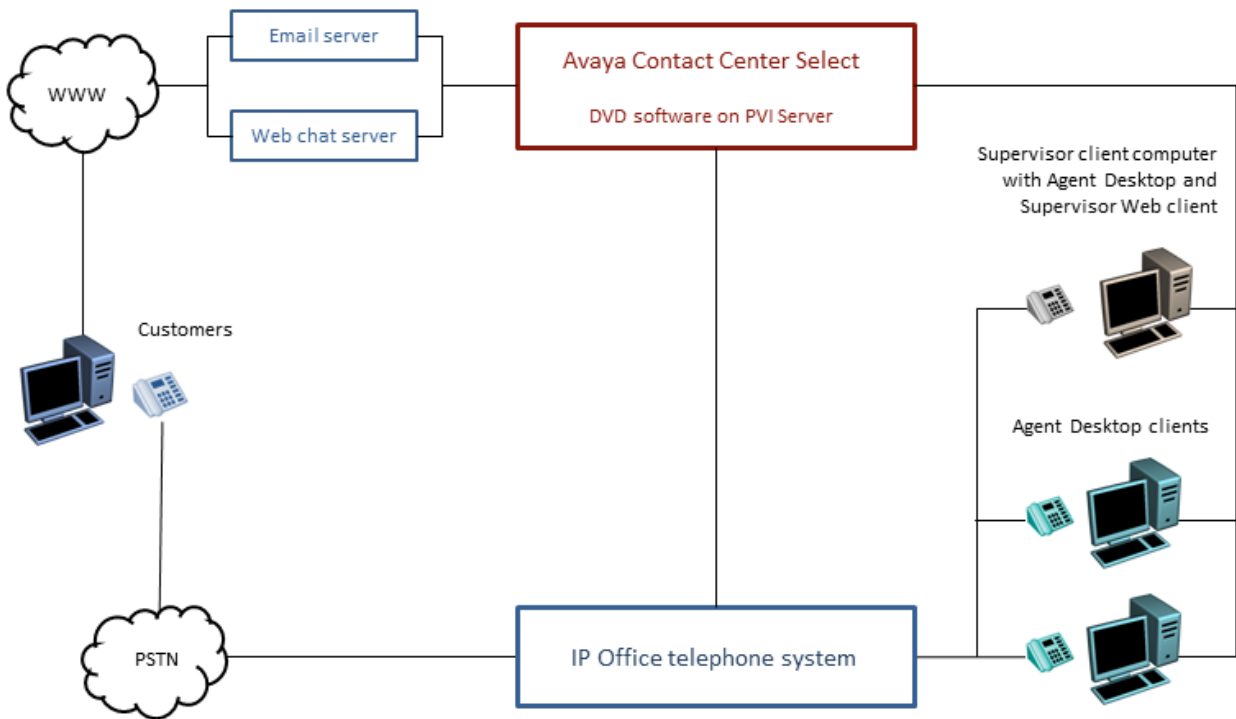 Email server
WWW
Web chat server
Avaya Contact Center Select
DVD software on PVI Server
Supervisor client computer
with Agent Desktop and
Supervisor Web client
Customers
Agent Desktop clients
PSTN
IP Office telephone system